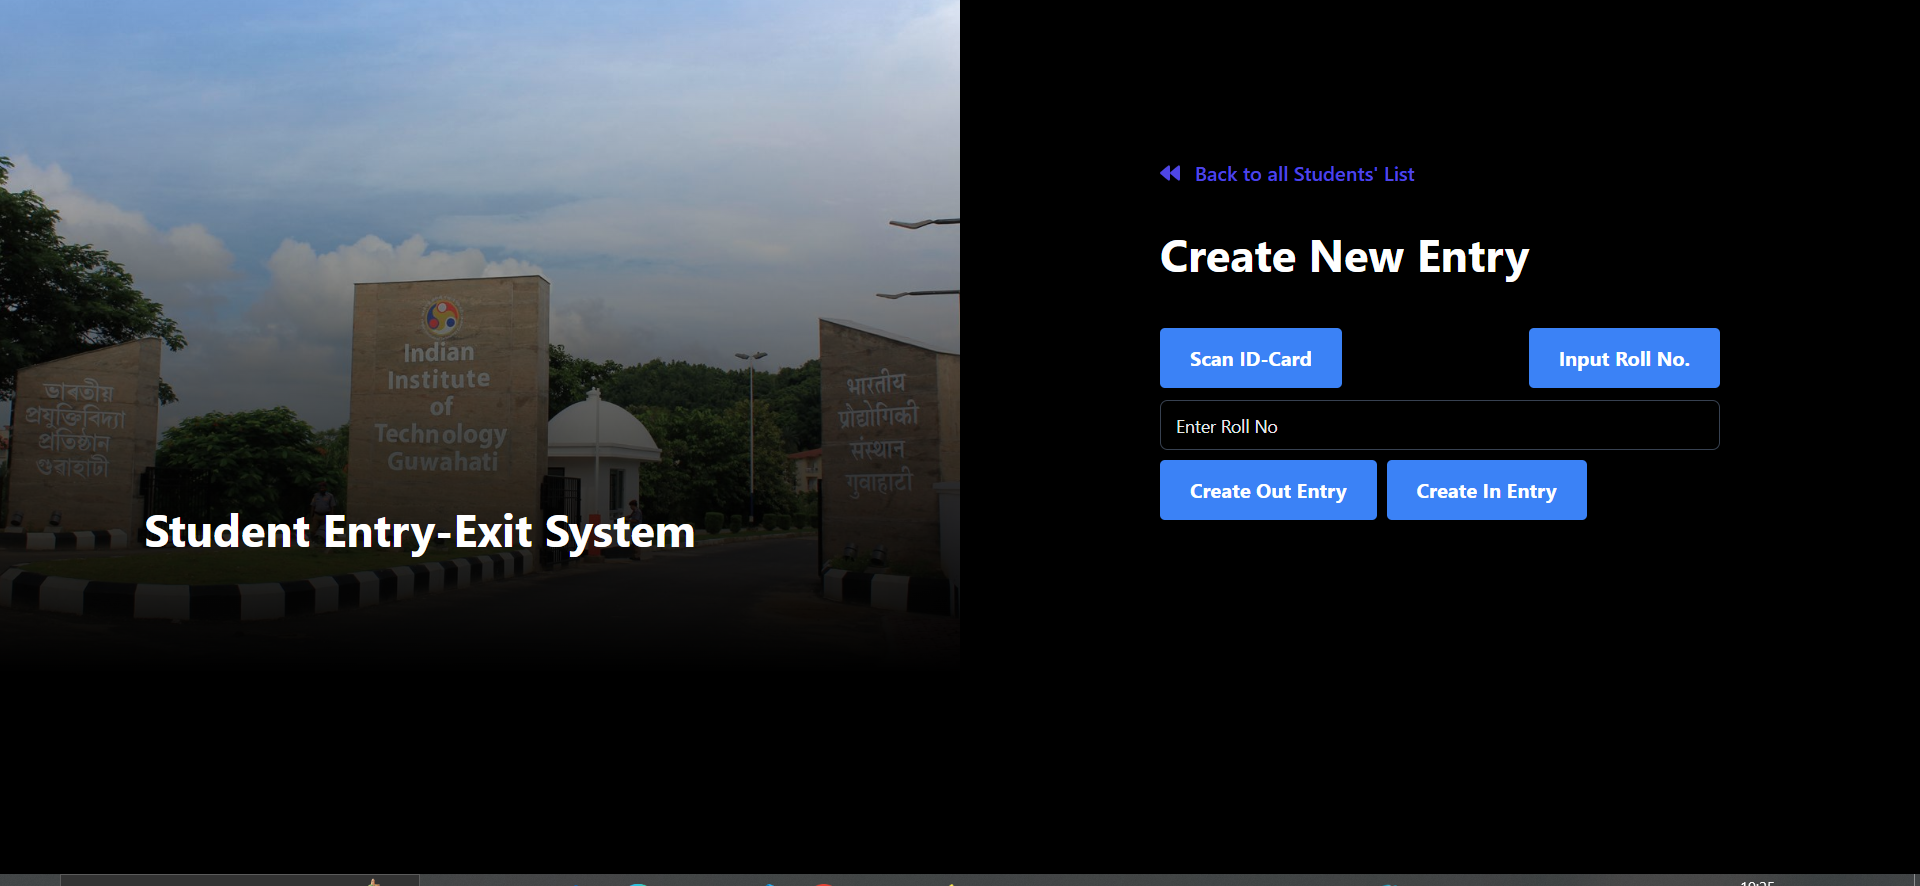 Back to all Students' List
Create New Entry
Scan ID-Card
Input Roll No.
Enter Roll No
Create Out Entry
Create In Entry
Indian
Institute
of
Technology
Guwahati
ভাৰতীয়
প্ৰযুক্তিবিদ্যা
প্ৰতিষ্ঠান
গুৱাহাটী
भारतीय
प्रौद्योगिकी
संस्थान
गुवाहाटी
Student Entry-Exit System